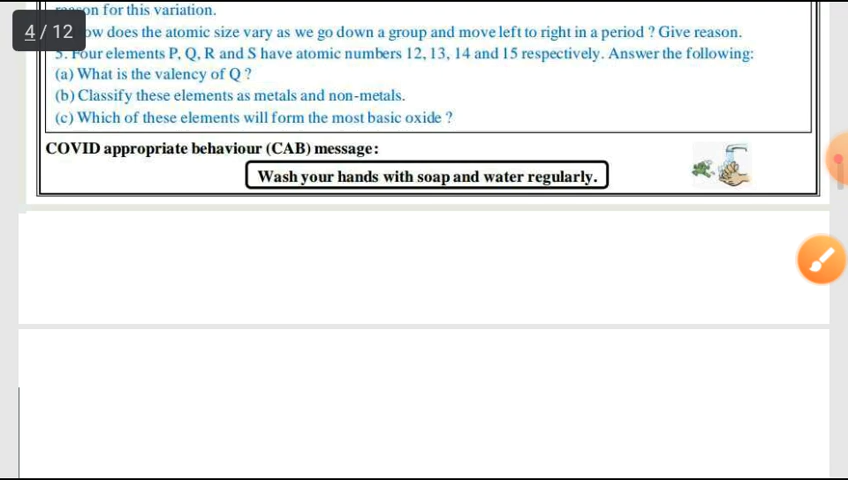 for this variation.
4/12
does the atomic size vary as we go down a group and move left to right in a period ? Give reason.
5. Four elements P, Q, R and S have atomic numbers 12, 13, 14 and 15 respectively. Answer the following:
(a) What is the valency of Q ?
(b) Classify these elements as metals and non-metals.
(c) Which of these elements will form the most basic oxide ?
COVID appropriate behaviour (CAB) message:
Wash your hands with soap and water regularly.